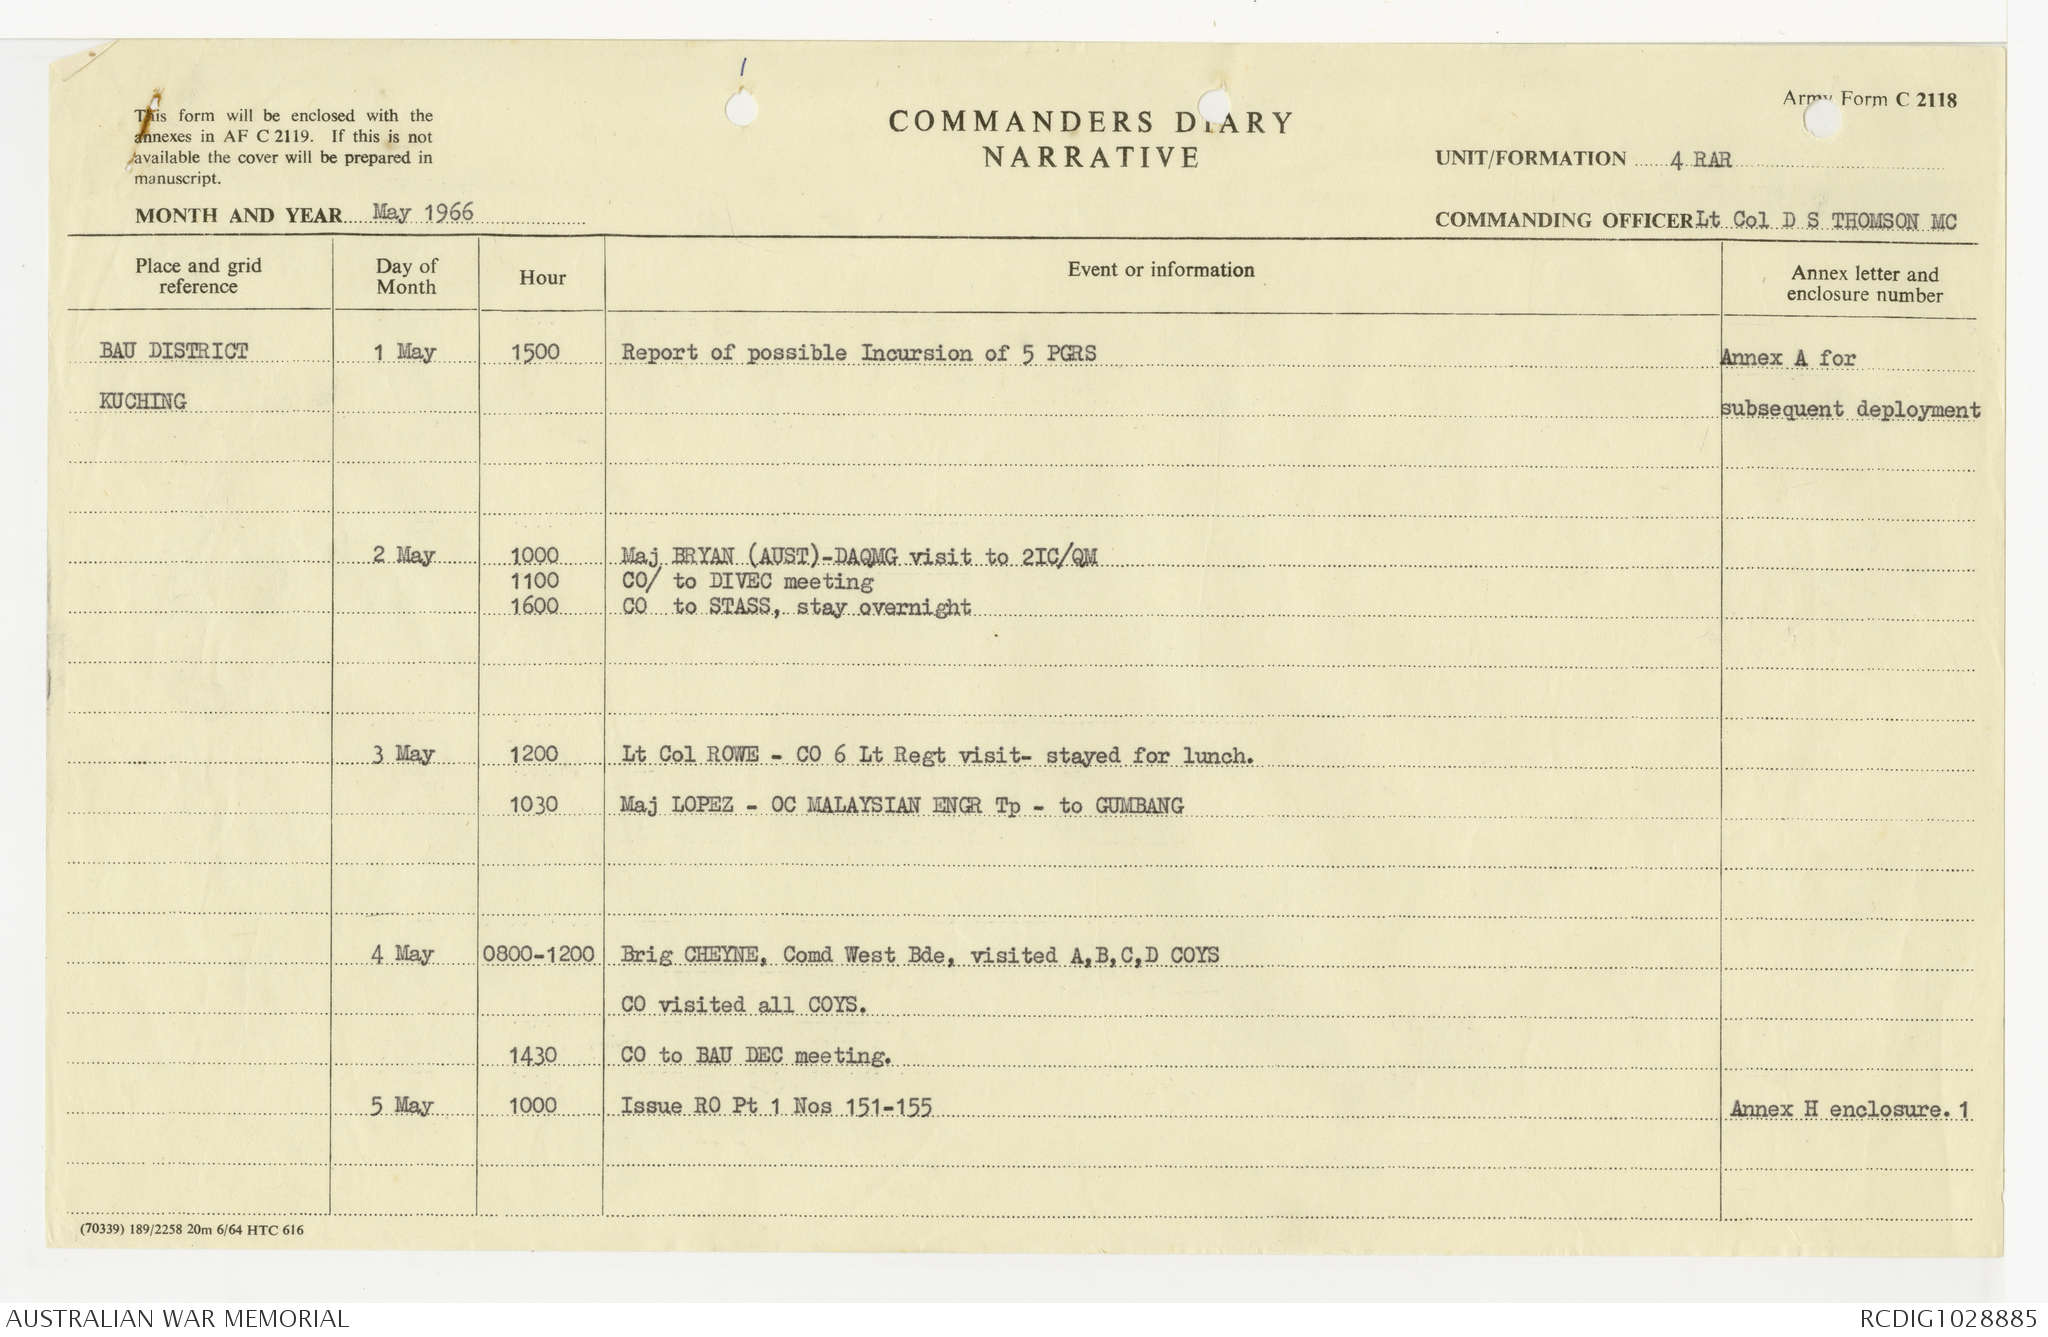 1
This form will be enclosed with the
annexes in AF C 2119. If this is not
available the cover will be prepared in
manuscript.
COMMANDERS DIARY
NARRATIVE
Army Form C 2118
UNIT/FORMATION 4 RAR
MONTH AND YEAR May 1966
COMMANDING OFFICER Lt Col D S THOMSON MC
Place and grid
reference
Day of
Month
Hour
Event or information
Annex letter and
enclosure number
BAU DISTRICT 1 May 1500 Report of possible Incursion of 5 PGRS Annex A for
KUCHING subsequent deployment
2 May 1000 Maj BRYAN (AUST)-DAQMG visit to 2IC/QM
1100 CO/ to DIVEC meeting
1600 CO to STASS, stay overnight
3 May 1200 Lt Col ROWE - CO 6 Lt Regt visit- stayed for lunch.
1030 Maj LOPEZ - OC MALAYSIAN ENGR Tp - to GUMBANG
4 May 0800-1200 Brig CHEYNE, Comd West Bde, visited A,B,C,D COYS
CO visited all COYS.
1430 CO to BAU DEC meeting.
5 May 1000 Issue RO Pt 1 Nos 151-155 Annex H enclosure. 1
(70339) 189/2258 20m 6/64 HTC 616
AUSTRALIAN WAR MEMORIAL RCDIG1028885